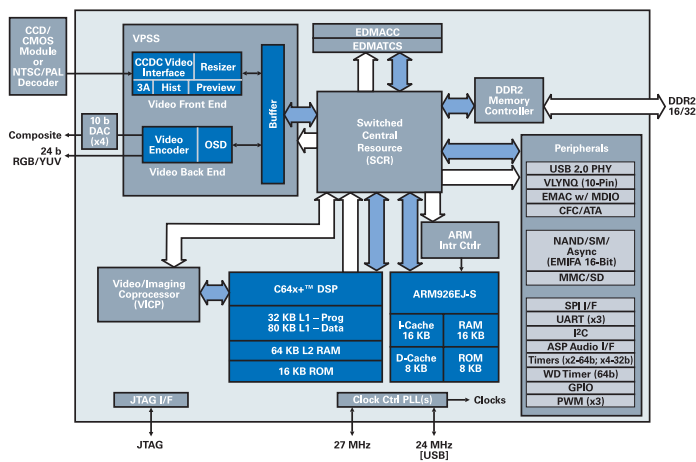 CCD/
CMOS
Module
or
NTSC/PAL
Decoder
VPSS
CCDC Video
Interface
Resizer
3A
Hist
Preview
Video Front End
Buffer
10 b
DAC
(x4)
Composite
24 b
RGB/YUV
Video
Encoder
OSD
Video Back End
EDMACC
EDMATCS
Switched
Central
Resource
(SCR)
DDR2
Memory
Controller
DDR2
16/32
Peripherals
USB 2.0 PHY
VLYNQ (10-Pin)
EMAC w/ MDIO
CFC/ATA
NAND/SM/
Async
(EMIFA 16-Bit)
MMC/SD
SPI I/F
UART (x3)
I²C
ASP Audio I/F
Timers (x2-64b; x4-32b)
WD Timer (64b)
GPIO
PWM (x3)
ARM
Intr Ctrlr
Video/Imaging
Coprocessor
(VICP)
C64x+™ DSP
32 KB L1 – Prog
80 KB L1 – Data
64 KB L2 RAM
16 KB ROM
ARM926EJ-S
I-Cache
16 KB
RAM
16 KB
D-Cache
8 KB
ROM
8 KB
JTAG I/F
Clock Ctrl PLL(s)
Clocks
JTAG
27 MHz
24 MHz
[USB]